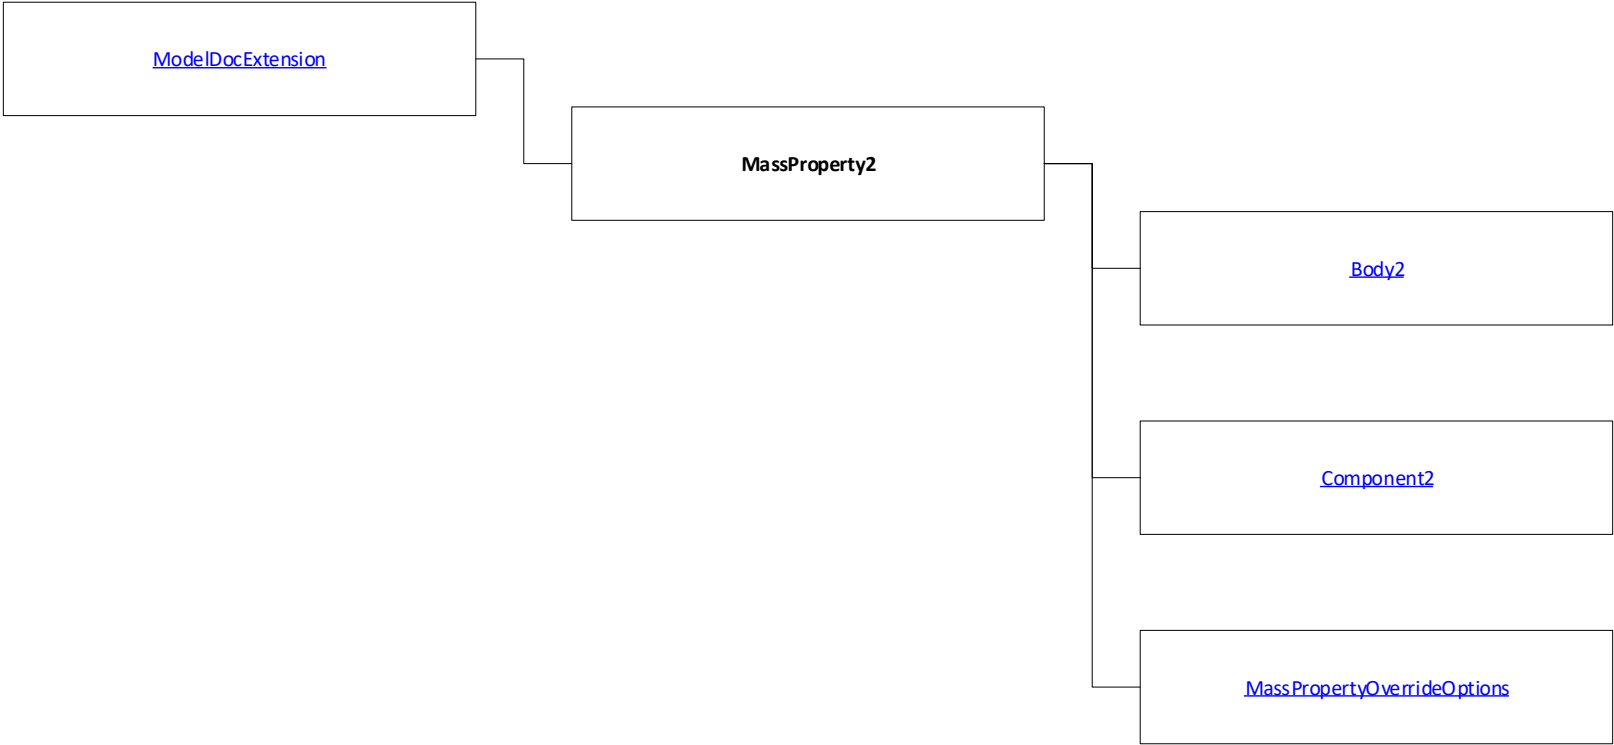 ModelDocExtension
MassProperty2
Body2
Component2
MassPropertyOverrideOptions